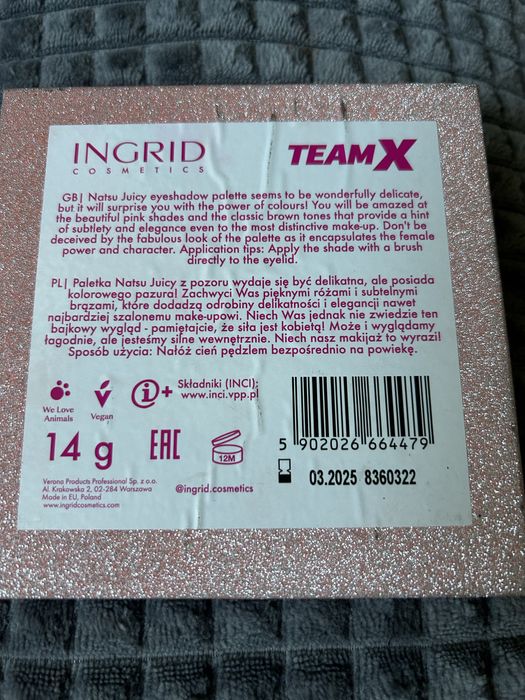 INGRID
COSMETICS
TEAMX
GB| Natsu Juicy eyeshadow palette seems to be wonderfully delicate,
but it will surprise you with the power of colours! You will be amazed at
the beautiful pink shades and the classic brown tones that provide a hint
of subtlety and elegance even to the most distinctive make-up. Don't be
deceived by the fabulous look of the palette as it encapsulates the female
power and character. Application tips: Apply the shade with a brush
directly to the eyelid.
PL| Paletka Natsu Juicy z pozoru wydaje się być delikatna, ale posiada
kolorowego pazura! Zachwyci Was pięknymi różami i subtelnymi
brązami, które dodadzą odrobiny delikatności i elegancji nawet
najbardziej szalonemu make-upowi. Niech Was jednak nie zwiedzie ten
bajkowy wygląd - pamiętajcie, że siła jest kobietą! Może i wyglądamy
łagodnie, ale jesteśmy silne wewnętrznie. Niech nasz makijaż to wyrazi!
Sposób użycia: Nałóż cień pędzlem bezpośrednio na powiekę.
We Love
Animals
Vegan
i+
Składniki (INCI):
www.inci.vpp.pl
14 g
EAC
12M
5 902026 664479
03.2025 8360322
Verona Products Professional Sp. z o.o.
Al. Krakowska 2, 02-284 Warszawa
Made in EU, Poland
www.ingridcosmetics.com
@ingrid.cosmetics